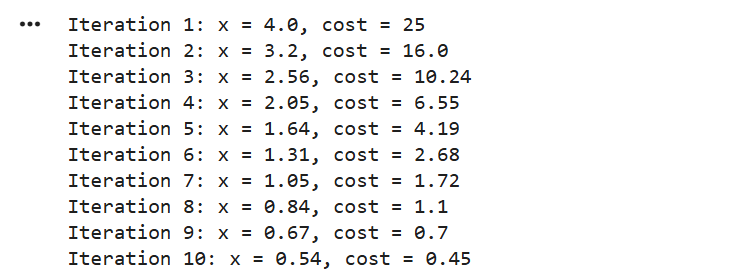 Iteration 1: x = 4.0, cost = 25
Iteration 2: x = 3.2, cost = 16.0
Iteration 3: x = 2.56, cost = 10.24
Iteration 4: x = 2.05, cost = 6.55
Iteration 5: x = 1.64, cost = 4.19
Iteration 6: x = 1.31, cost = 2.68
Iteration 7: x = 1.05, cost = 1.72
Iteration 8: x = 0.84, cost = 1.1
Iteration 9: x = 0.67, cost = 0.7
Iteration 10: x = 0.54, cost = 0.45